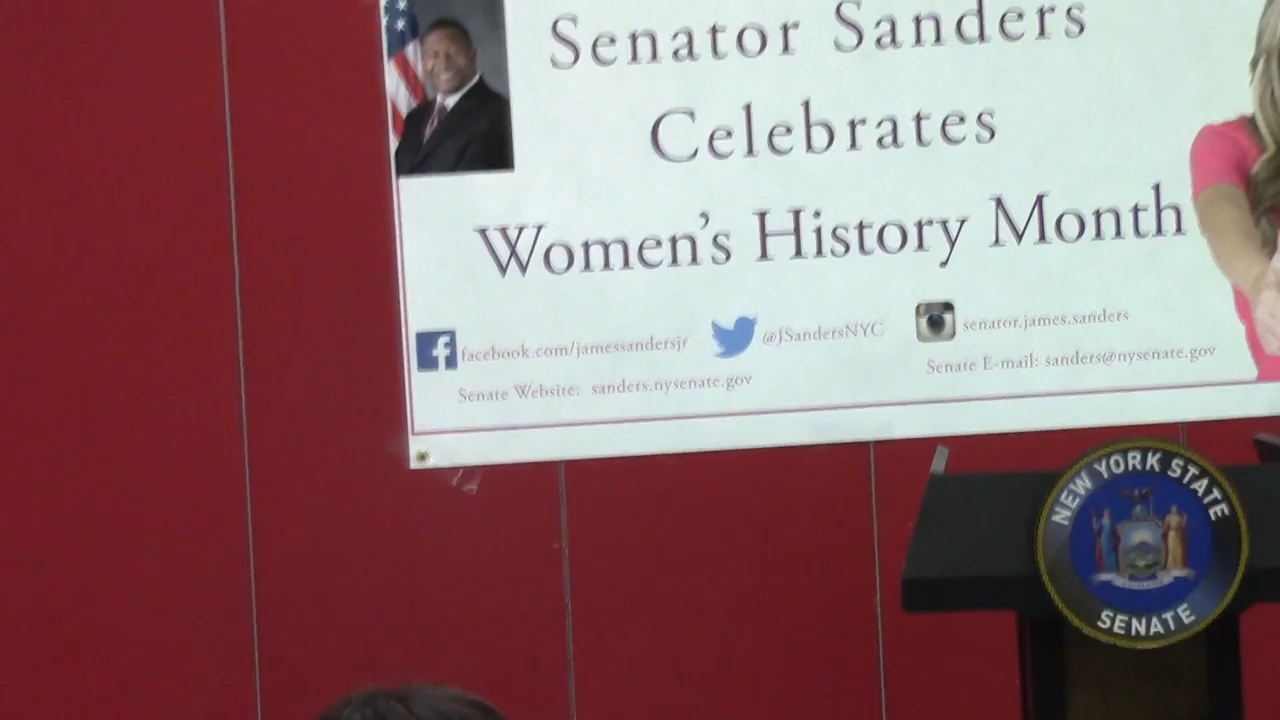 Senator Sanders
Celebrates
Women's History Month
facebook.com/jamessandersjr @JSandersNYC senator.james.sanders
Senate Website: sanders.nysenate.gov Senate E-mail: sanders@nysenate.gov
NEW YORK STATE
SENATE